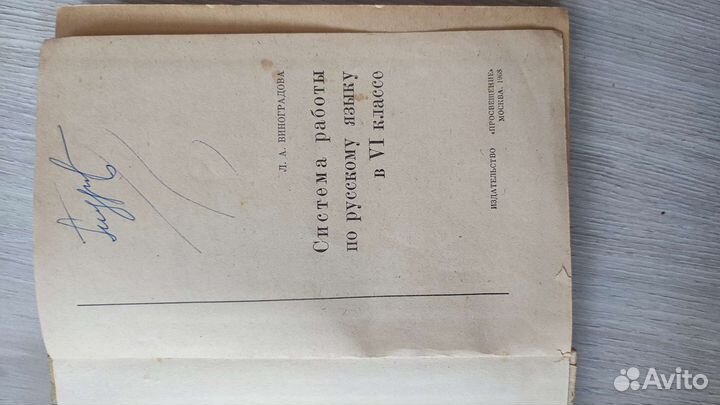 Л. А. ВИНОГРАДОВА
Система работы
по русскому языку
в VI классе
ИЗДАТЕЛЬСТВО «ПРОСВЕЩЕНИЕ»
МОСКВА. 1968
Avito